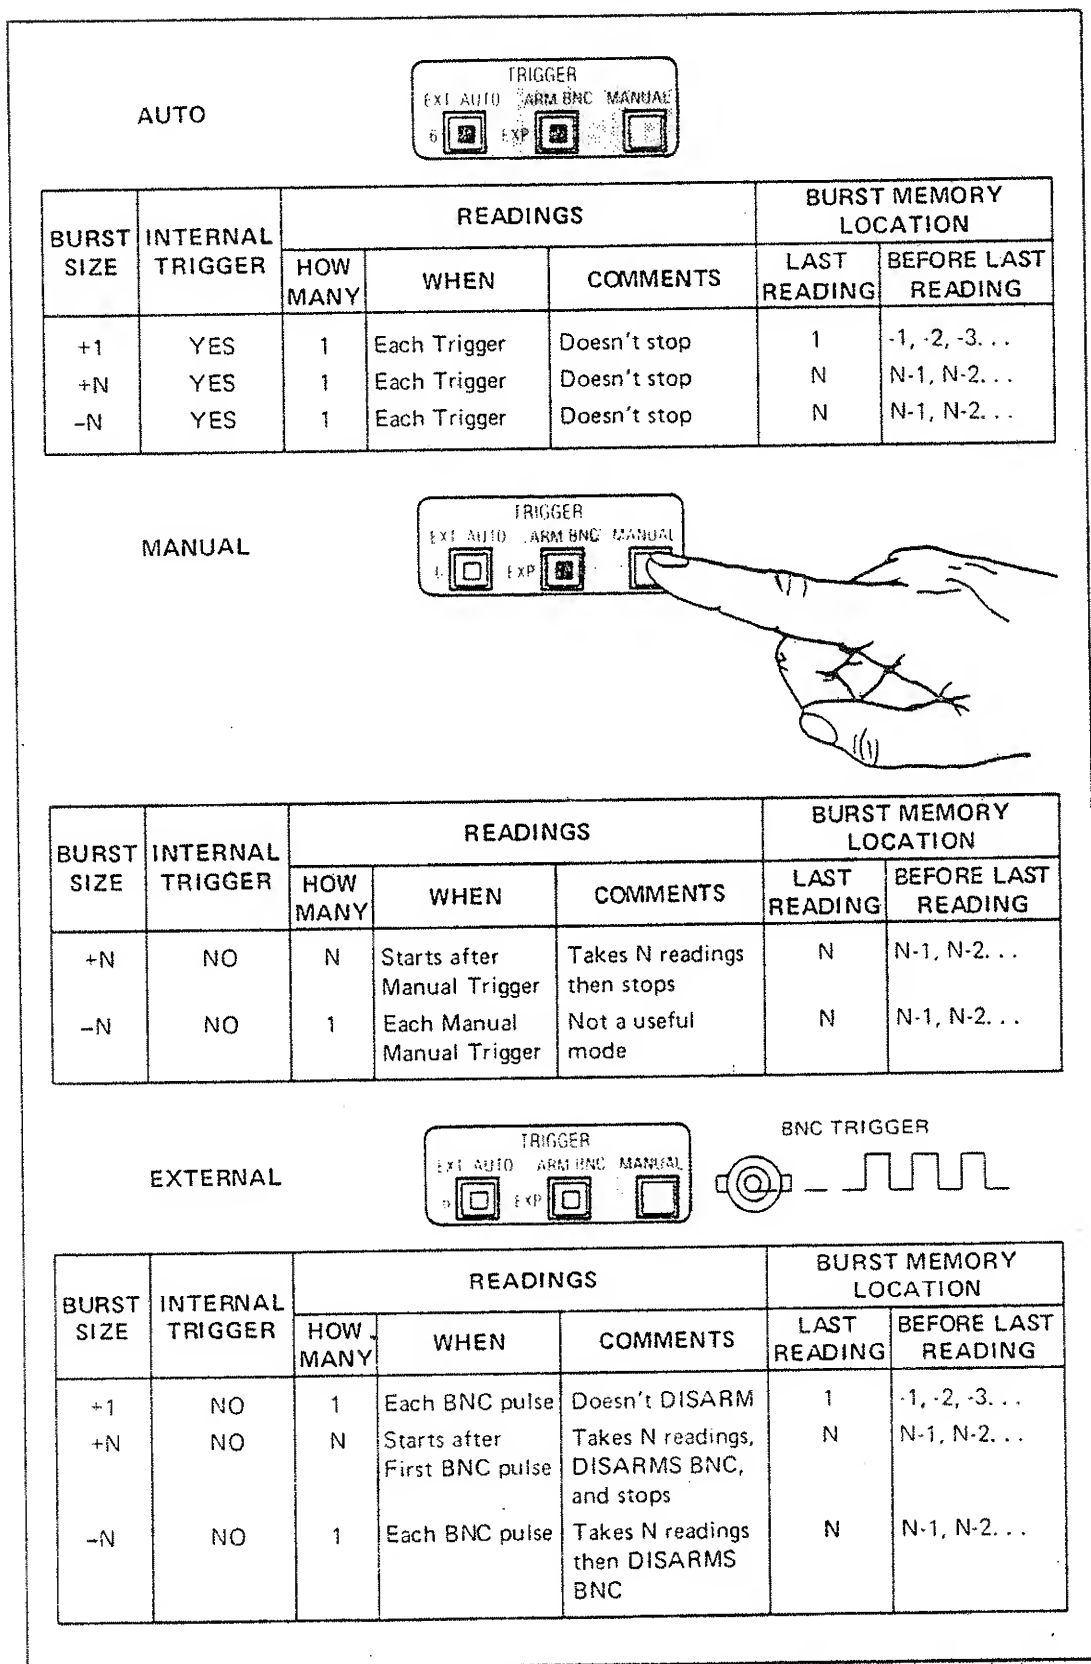 AUTO
TRIGGER
EXT AUTO ARM BNC MANUAL
6 EXP
BURST SIZE INTERNAL TRIGGER READINGS BURST MEMORY LOCATION
HOW MANY WHEN COMMENTS LAST READING BEFORE LAST READING
+1 YES 1 Each Trigger Doesn't stop 1 -1, -2, -3. . .
+N YES 1 Each Trigger Doesn't stop N N-1, N-2. . .
–N YES 1 Each Trigger Doesn't stop N N-1, N-2. . .
MANUAL
TRIGGER
EXT AUTO ARM BNC MANUAL
EXP
BURST SIZE INTERNAL TRIGGER READINGS BURST MEMORY LOCATION
HOW MANY WHEN COMMENTS LAST READING BEFORE LAST READING
+N NO N Starts after Takes N readings N N-1, N-2. . .
Manual Trigger then stops
–N NO 1 Each Manual Not a useful N N-1, N-2. . .
Manual Trigger mode
EXTERNAL
TRIGGER
EXT AUTO ARM BNC MANUAL
EXP
BNC TRIGGER
BURST SIZE INTERNAL TRIGGER READINGS BURST MEMORY LOCATION
HOW MANY WHEN COMMENTS LAST READING BEFORE LAST READING
+1 NO 1 Each BNC pulse Doesn't DISARM 1 -1, -2, -3. . .
+N NO N Starts after Takes N readings, N N-1, N-2. . .
First BNC pulse DISARMS BNC,
and stops
–N NO 1 Each BNC pulse Takes N readings N N-1, N-2. . .
then DISARMS
BNC